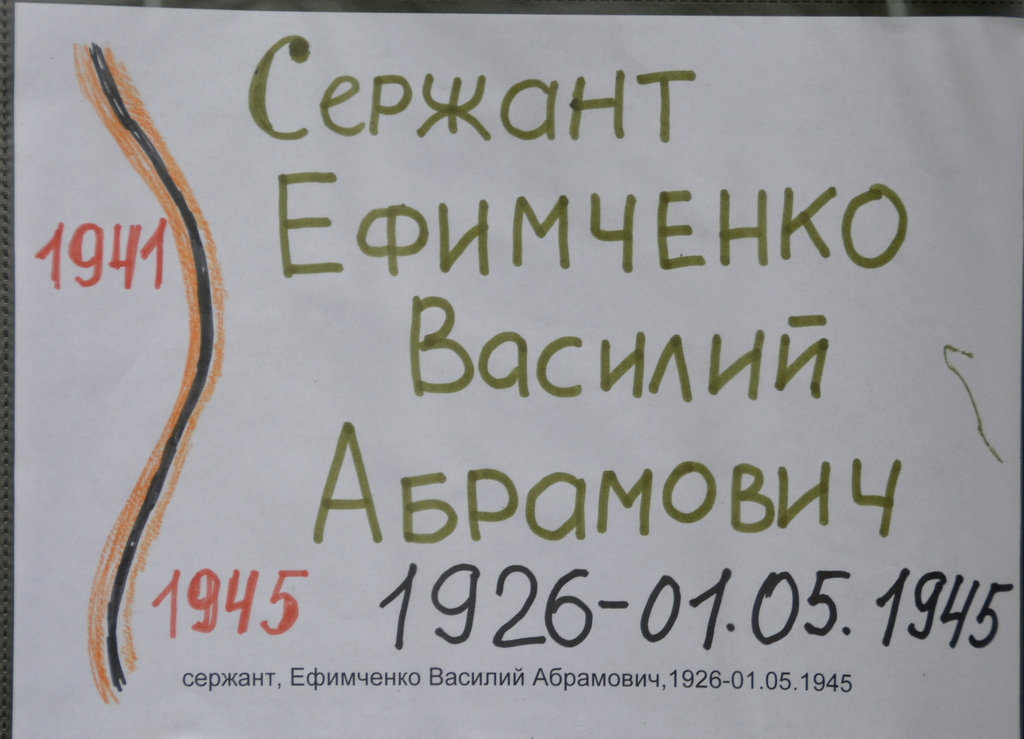 Сержант
1941
Ефимченко
Василий
Абрамович
1945
1926-01.05.1945
сержант, Ефимченко Василий Абрамович,1926-01.05.1945